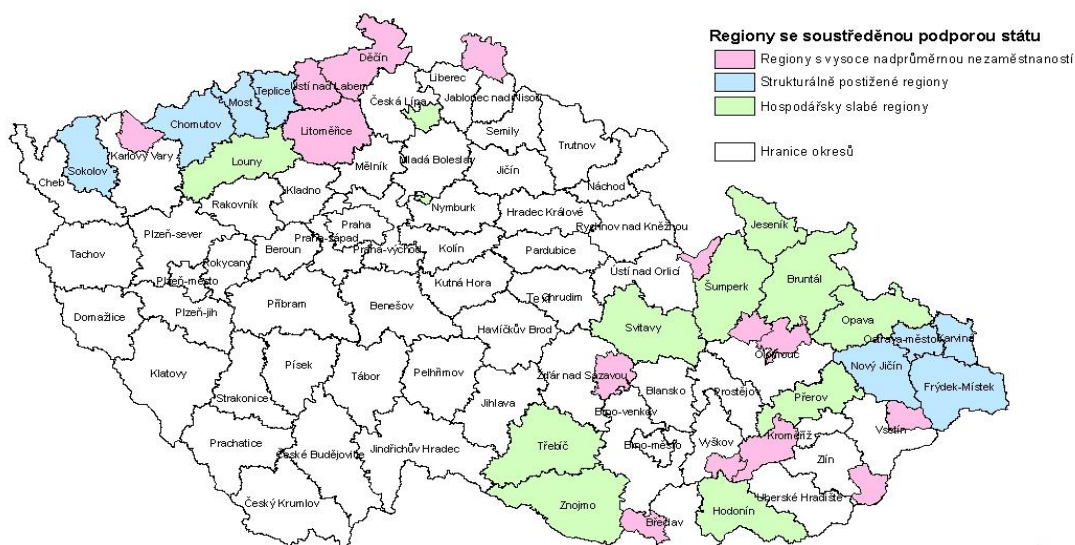 Regiony se soustředěnou podporou státu
Regiony s vysoce nadprůměrnou nezaměstnaností
Strukturálně postižené regiony
Hospodářsky slabé regiony
Hranice okresů
Děčín
Liberec
Ústí nad Labem
Teplice
Most
Česká Lípa
Jablonec nad Nisou
Chomutov
Litoměřice
Semily
Trutnov
Karlovy Vary
Louny
Mělník
Mladá Boleslav
Jičín
Sokolov
Cheb
Náchod
Kladno
Rakovník
Nymburk
Hradec Králové
Jeseník
Rychnov nad Kněžnou
Praha
Plzeň-sever
Praha-západ
Praha-východ
Kolín
Pardubice
Beroun
Tachov
Rokycany
Ústí nad Orlicí
Bruntál
Šumperk
Plzeň-město
Kutná Hora
Text
Chrudim
Příbram
Benešov
Domažlice
Plzeň-jih
Opava
Svitavy
Havlíčkův Brod
Ostrava-město
Karviná
Olomouc
Nový Jičín
Klatovy
Písek
Tábor
Pelhřimov
Žďár nad Sázavou
Frýdek-Místek
Blansko
Prostějov
Přerov
Strakonice
Jihlava
Brno-venkov
Vsetín
Prachatice
České Budějovice
Jindřichův Hradec
Třebíč
Brno-město
Vyškov
Kroměříž
Zlín
Český Krumlov
Znojmo
Uherské Hradiště
Hodonín
Břeclav